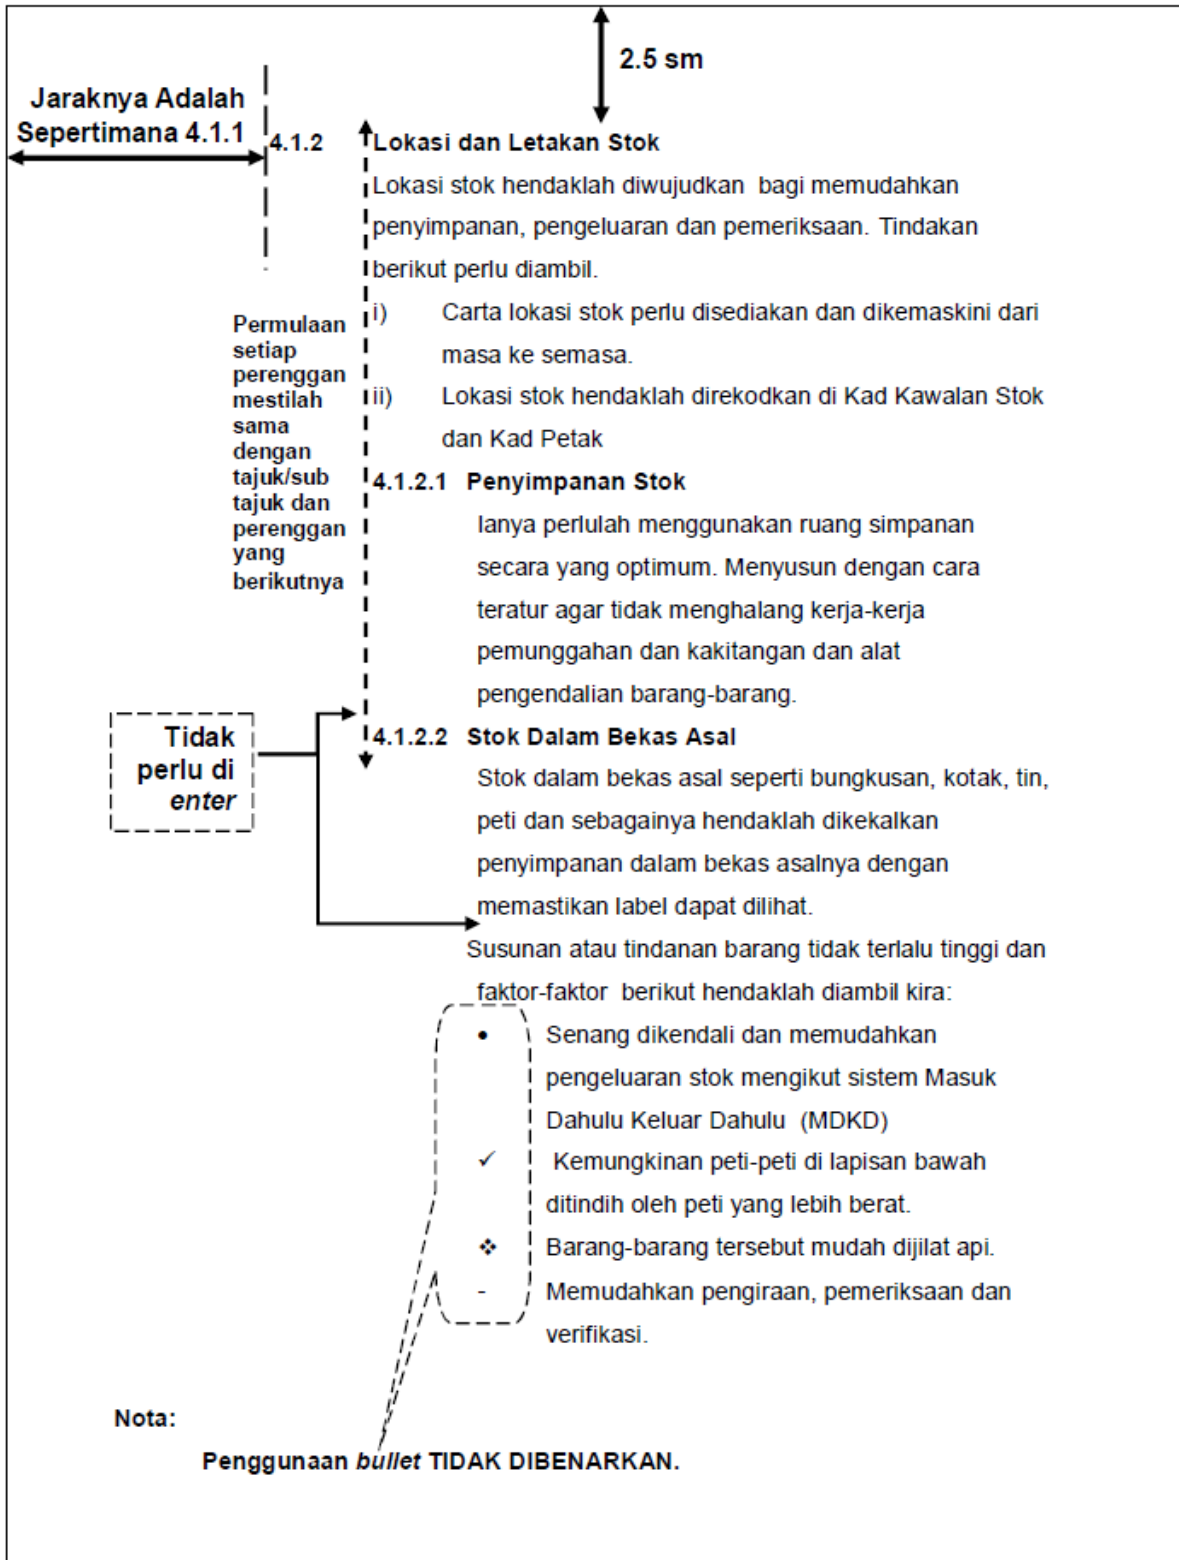 2.5 sm
Jaraknya Adalah
Sepertimana 4.1.1
4.1.2 Lokasi dan Letakan Stok
Lokasi stok hendaklah diwujudkan bagi memudahkan
penyimpanan, pengeluaran dan pemeriksaan. Tindakan
berikut perlu diambil.
i) Carta lokasi stok perlu disediakan dan dikemaskini dari
masa ke semasa.
ii) Lokasi stok hendaklah direkodkan di Kad Kawalan Stok
dan Kad Petak
Permulaan
setiap
perenggan
mestilah
sama
dengan
tajuk/sub
tajuk dan
perenggan
yang
berikutnya
4.1.2.1 Penyimpanan Stok
Ianya perlulah menggunakan ruang simpanan
secara yang optimum. Menyusun dengan cara
teratur agar tidak menghalang kerja-kerja
pemunggahan dan kakitangan dan alat
pengendalian barang-barang.
Tidak
perlu di
enter
4.1.2.2 Stok Dalam Bekas Asal
Stok dalam bekas asal seperti bungkusan, kotak, tin,
peti dan sebagainya hendaklah dikekalkan
penyimpanan dalam bekas asalnya dengan
memastikan label dapat dilihat.
Susunan atau tindanan barang tidak terlalu tinggi dan
faktor-faktor berikut hendaklah diambil kira:
• Senang dikendali dan memudahkan
pengeluaran stok mengikut sistem Masuk
Dahulu Keluar Dahulu (MDKD)
✓ Kemungkinan peti-peti di lapisan bawah
ditindih oleh peti yang lebih berat.
❖ Barang-barang tersebut mudah dijilat api.
- Memudahkan pengiraan, pemeriksaan dan
verifikasi.
Nota:
Penggunaan bullet TIDAK DIBENARKAN.